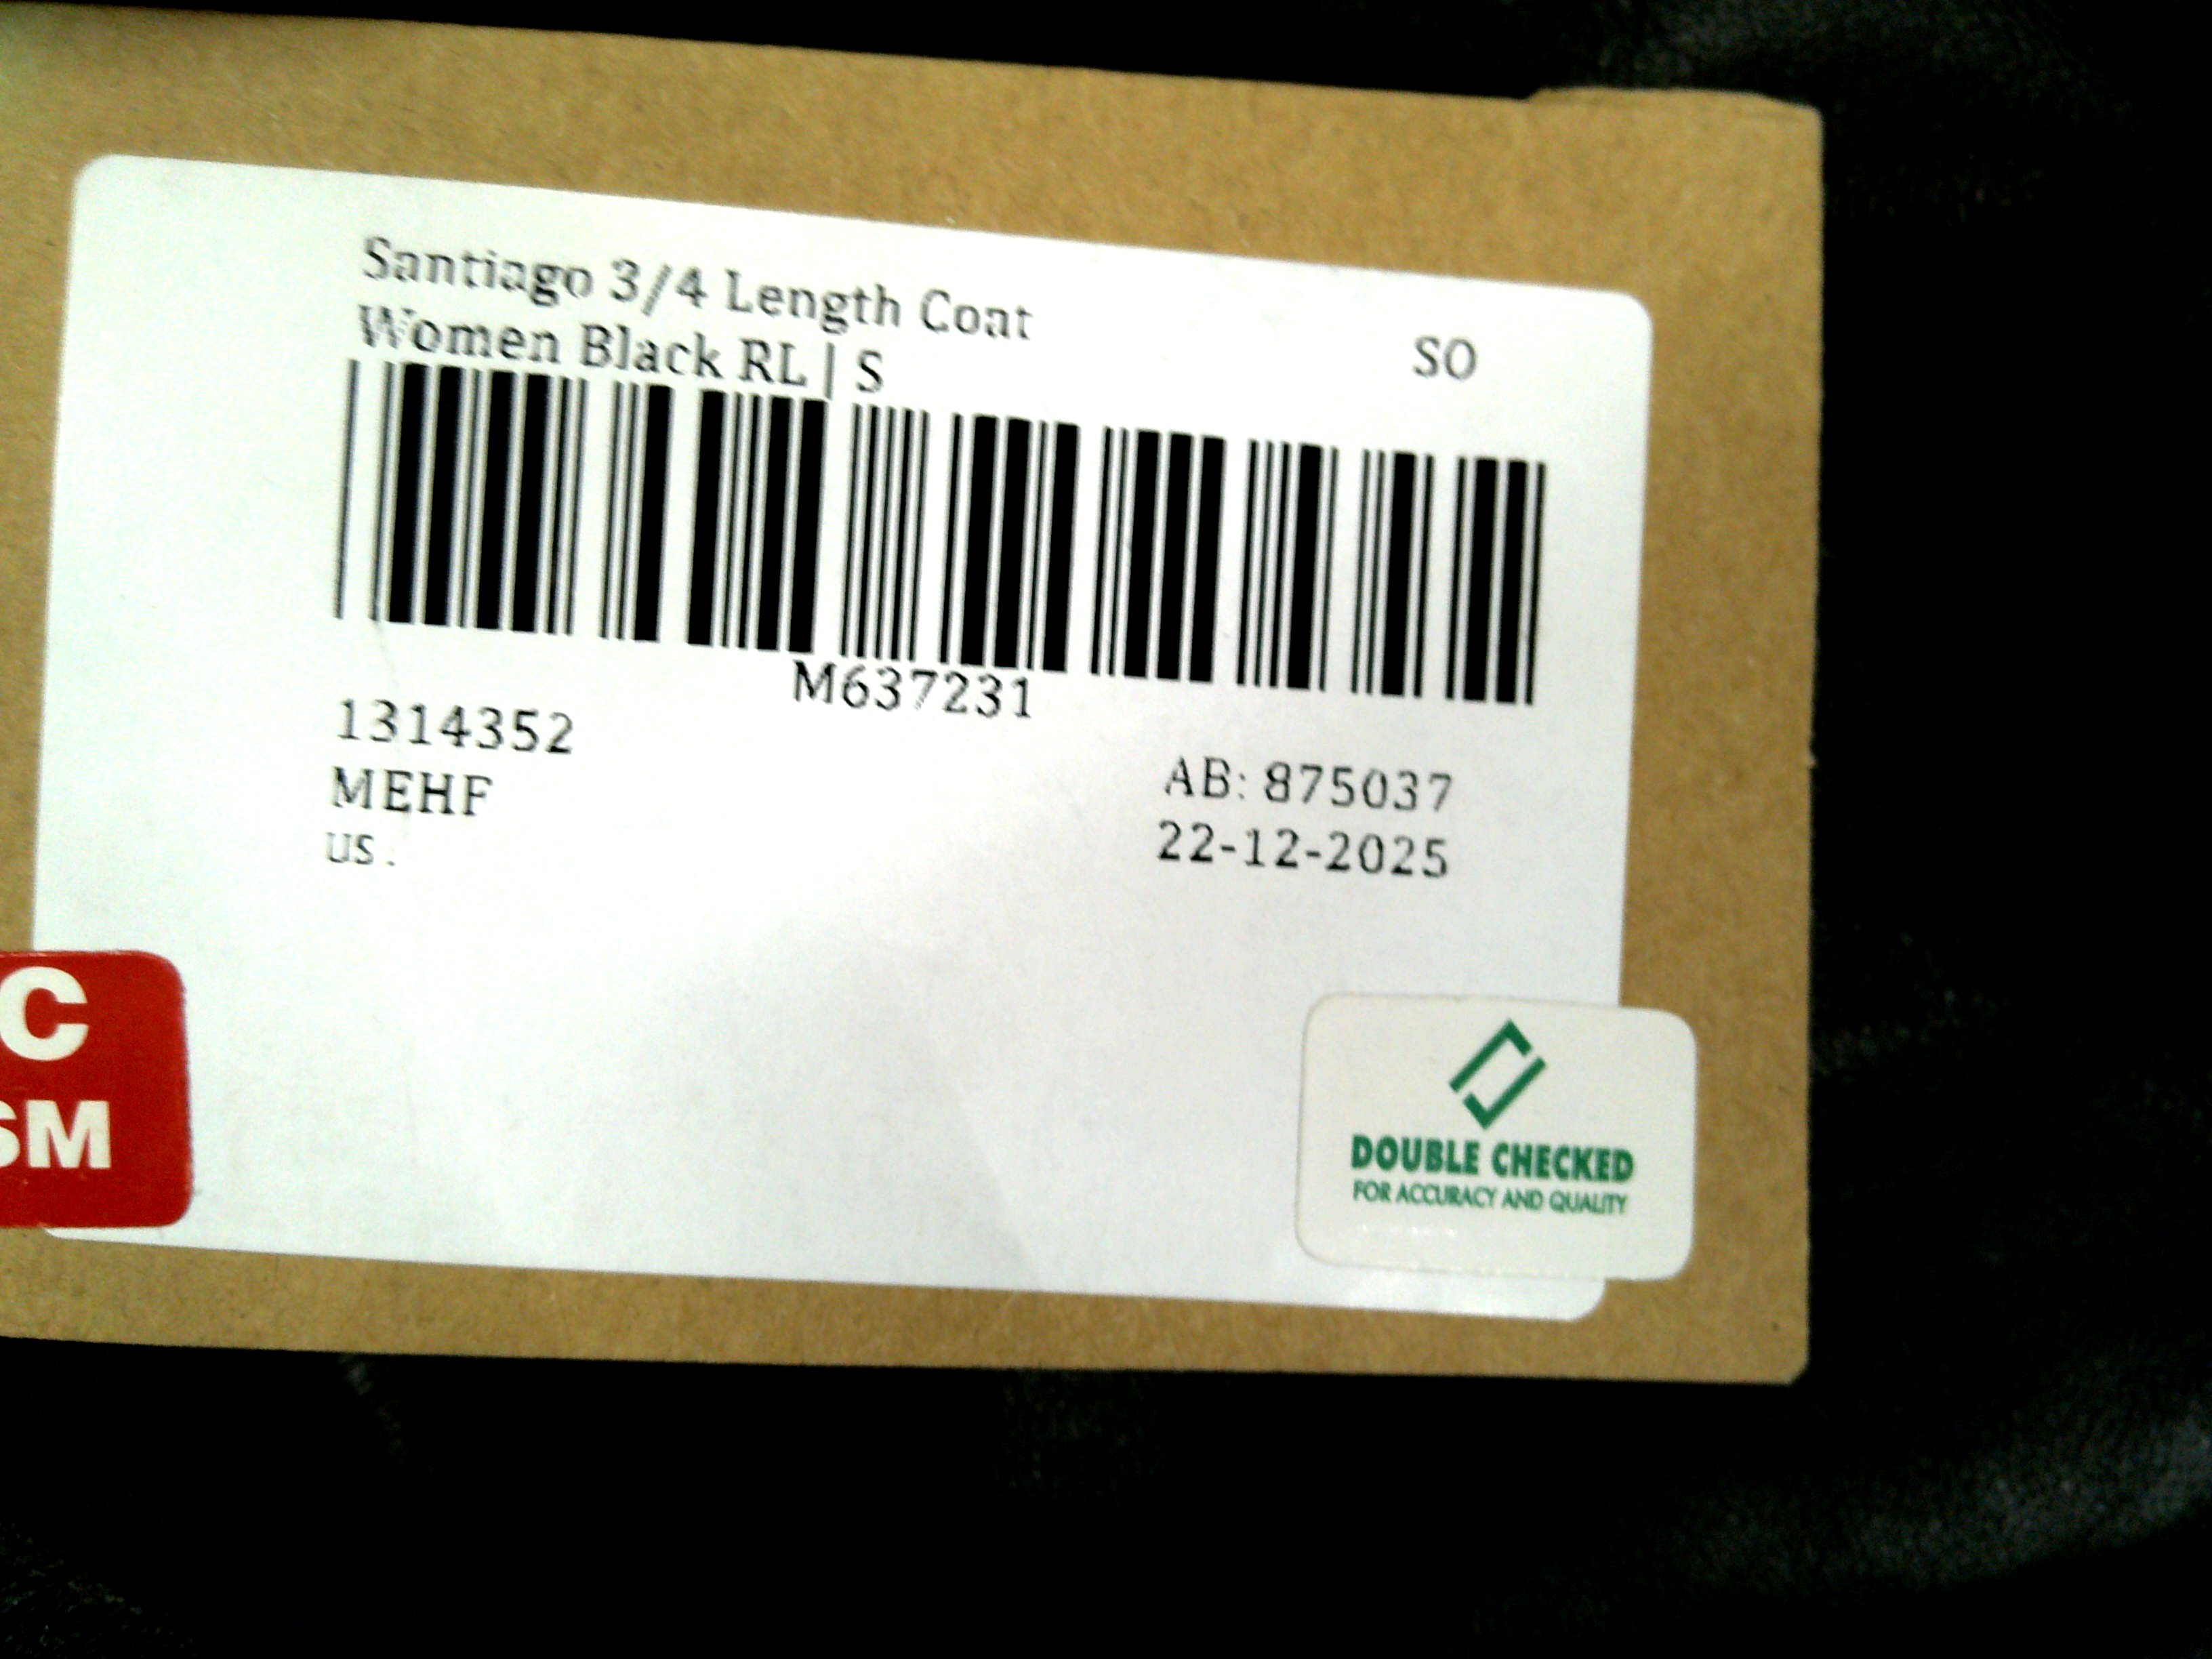 Santiago 3/4 Length Coat
Women Black RL | S
SO
M637231
1314352
MEHF
US.
AB: 875037
22-12-2025
C
SM
DOUBLE CHECKED
FOR ACCURACY AND QUALITY